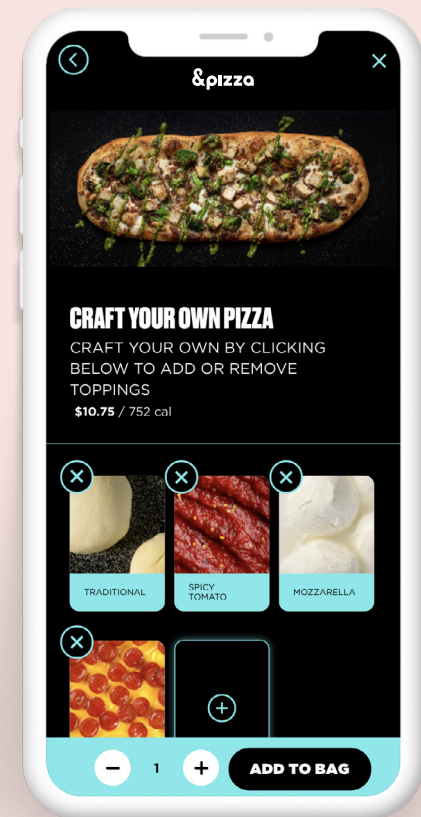 &pizza
CRAFT YOUR OWN PIZZA
CRAFT YOUR OWN BY CLICKING
BELOW TO ADD OR REMOVE
TOPPINGS
$10.75 / 752 cal
TRADITIONAL
SPICY
TOMATO
MOZZARELLA
1
ADD TO BAG